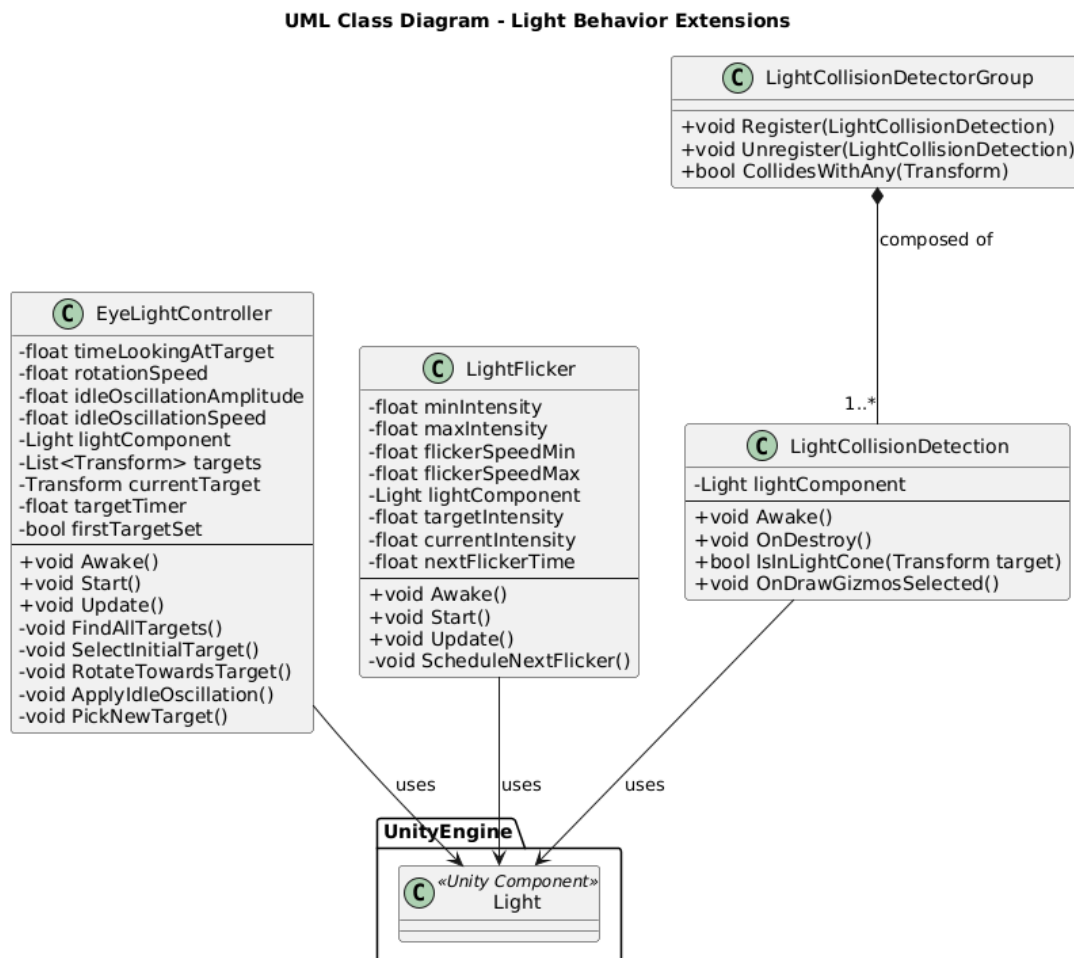 UML Class Diagram - Light Behavior Extensions
C LightCollisionDetectorGroup
+void Register(LightCollisionDetection)
+void Unregister(LightCollisionDetection)
+bool CollidesWithAny(Transform)
composed of
1..*
C EyeLightController
-float timeLookingAtTarget
-float rotationSpeed
-float idleOscillationAmplitude
-float idleOscillationSpeed
-Light lightComponent
-List<Transform> targets
-Transform currentTarget
-float targetTimer
-bool firstTargetSet
+void Awake()
+void Start()
+void Update()
-void FindAllTargets()
-void SelectInitialTarget()
-void RotateTowardsTarget()
-void ApplyIdleOscillation()
-void PickNewTarget()
C LightFlicker
-float minIntensity
-float maxIntensity
-float flickerSpeedMin
-float flickerSpeedMax
-Light lightComponent
-float targetIntensity
-float currentIntensity
-float nextFlickerTime
+void Awake()
+void Start()
+void Update()
-void ScheduleNextFlicker()
C LightCollisionDetection
-Light lightComponent
+void Awake()
+void OnDestroy()
+bool IsInLightCone(Transform target)
+void OnDrawGizmosSelected()
uses
uses
uses
UnityEngine
C «Unity Component»
Light